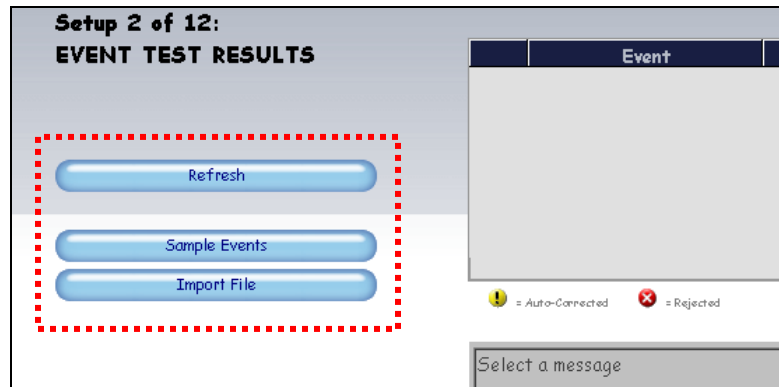 Setup 2 of 12:
EVENT TEST RESULTS
Refresh
Sample Events
Import File
Event
! = Auto-Corrected
= Rejected
Select a message